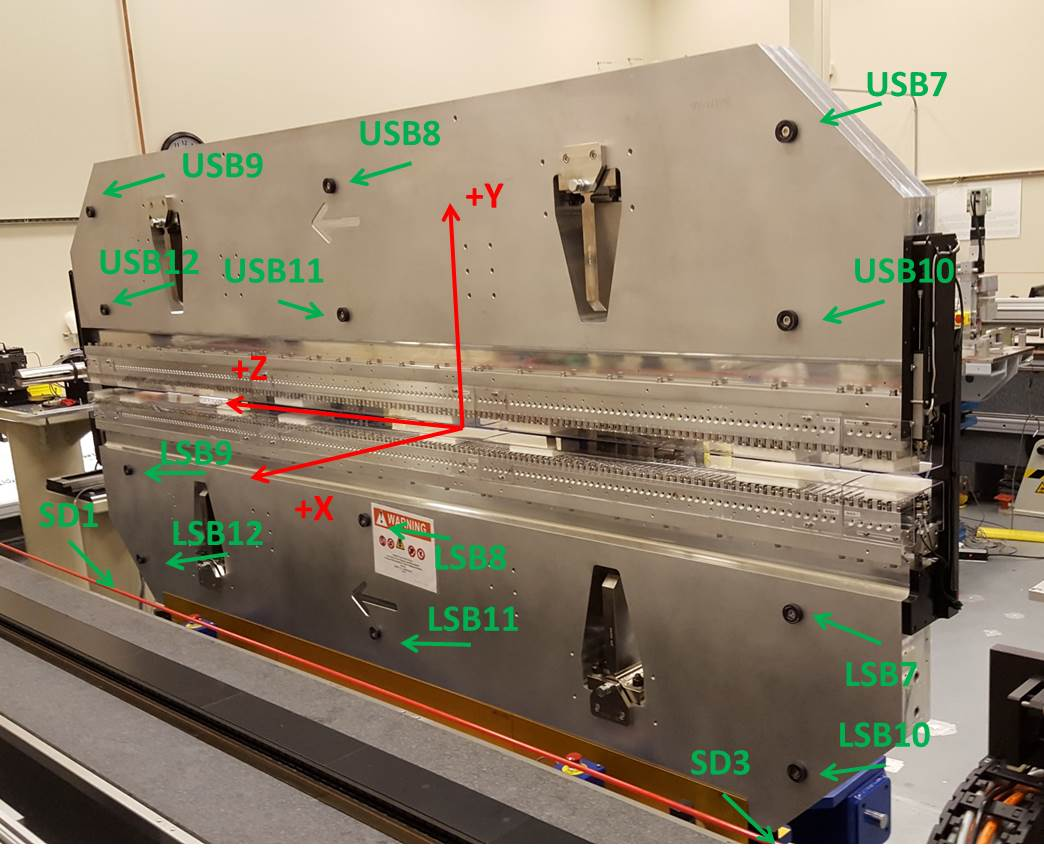 USB7
USB8
USB9
+Y
USB12
USB11
USB10
+Z
LSB9
+X
SD1
WARNING
LSB12
LSB8
LSB11
LSB7
LSB10
SD3